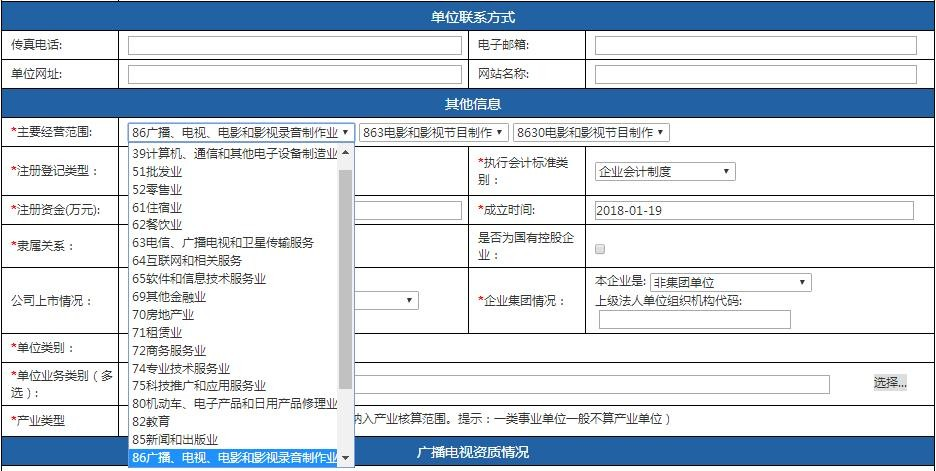 单位联系方式
传真电话:
电子邮箱:
单位网址:
网站名称:
其他信息
*主要经营范围:
86广播、电视、电影和影视录音制作业
863电影和影视节目制作
8630电影和影视节目制作
39计算机、通信和其他电子设备制造业
51批发业
52零售业
61住宿业
62餐饮业
63电信、广播电视和卫星传输服务
64互联网和相关服务
65软件和信息技术服务业
69其他金融业
70房地产业
71租赁业
72商务服务业
74专业技术服务业
75科技推广和应用服务业
80机动车、电子产品和日用产品修理业
82教育
85新闻和出版业
86广播、电视、电影和影视录音制作业
*注册登记类型：
*执行会计标准类
别：
企业会计制度
*注册资金(万元):
*成立时间:
2018-01-19
*隶属关系：
是否为国有控股企
业：
公司上市情况：
*企业集团情况：
本企业是: 非集团单位
上级法人单位组织机构代码:
*单位类别：
*单位业务类别（多
选）:
选择...
*产业类型
纳入产业核算范围。提示：一类事业单位一般不算产业单位）
广播电视资质情况